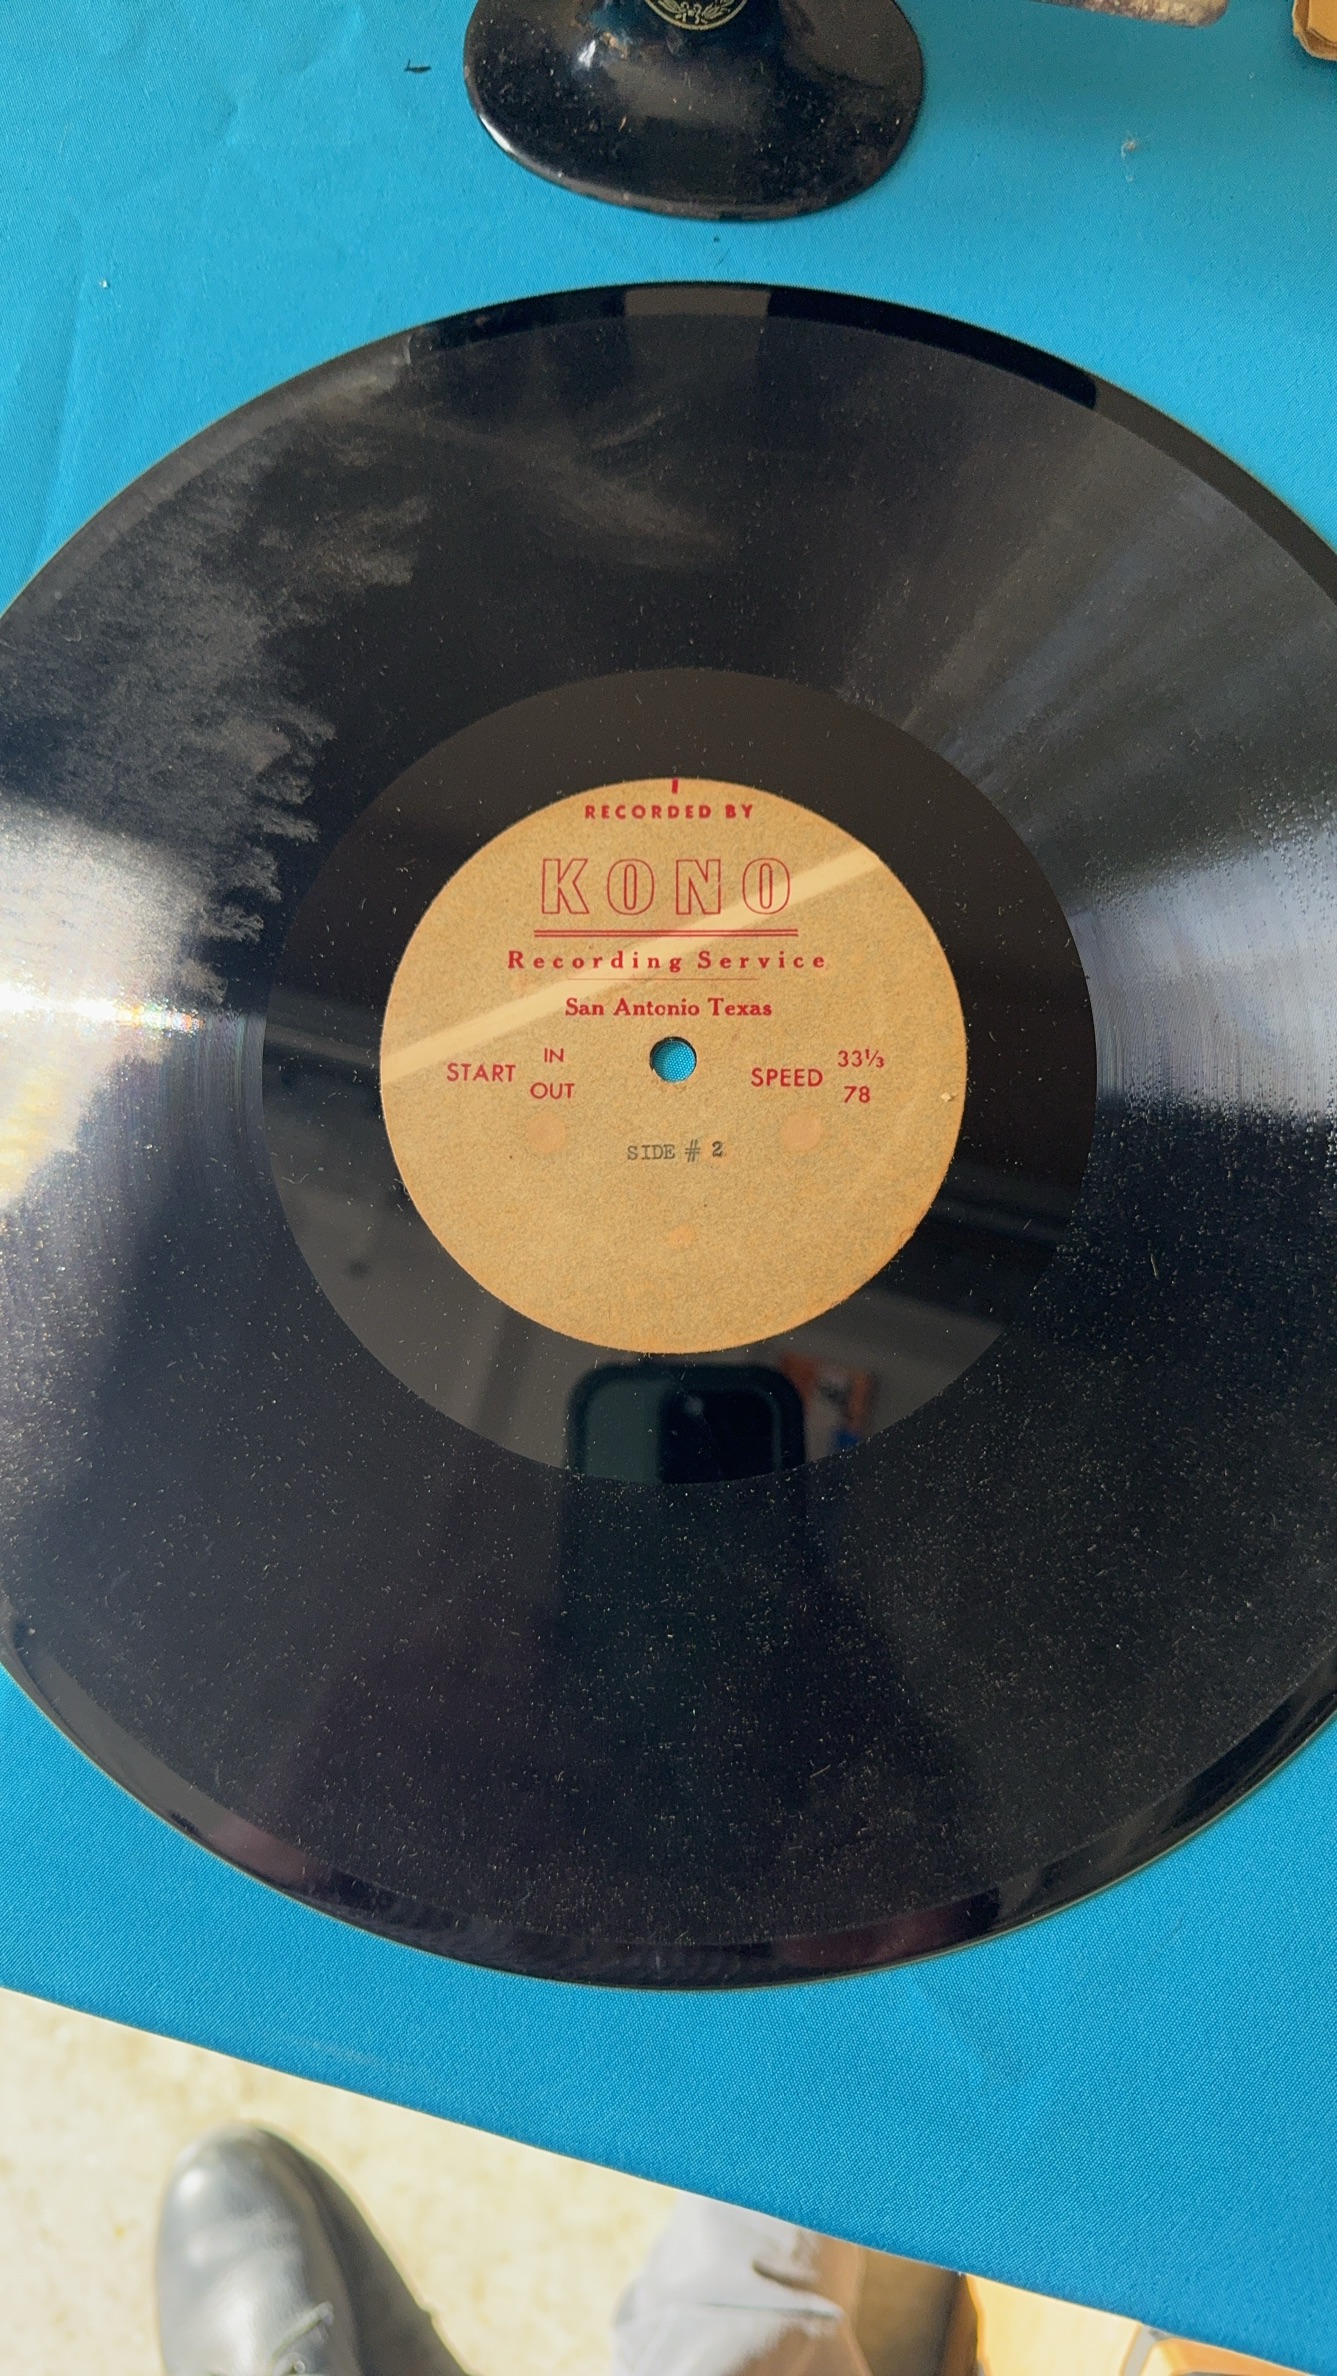 RECORDED BY
KONO
Recording Service
San Antonio Texas
START IN OUT SPEED 33⅓ 78
SIDE # 2